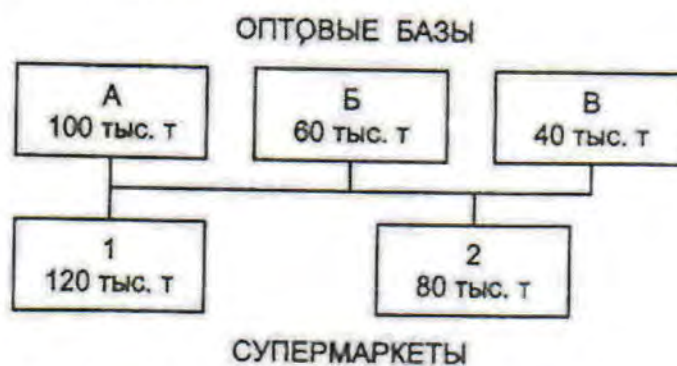 ОПТОВЫЕ БАЗЫ
А
100 тыс. т
Б
60 тыс. т
В
40 тыс. т
1
120 тыс. т
2
80 тыс. т
СУПЕРМАРКЕТЫ